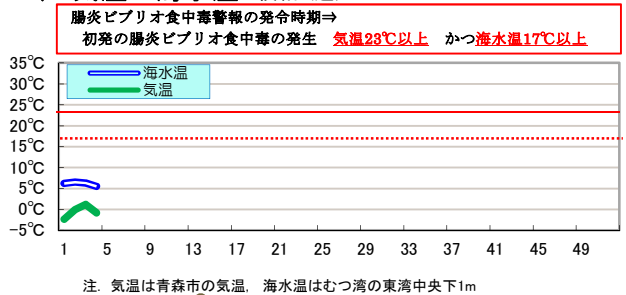 腸炎ビブリオ食中毒警報の発令時期⇒
初発の腸炎ビブリオ食中毒の発生 気温23℃以上 かつ海水温17℃以上
35℃
30℃
25℃
20℃
15℃
10℃
5℃
0℃
-5℃
海水温
気温
1 5 9 13 17 21 25 29 33 37 41 45 49
注. 気温は青森市の気温, 海水温はむつ湾の東湾中央下1m